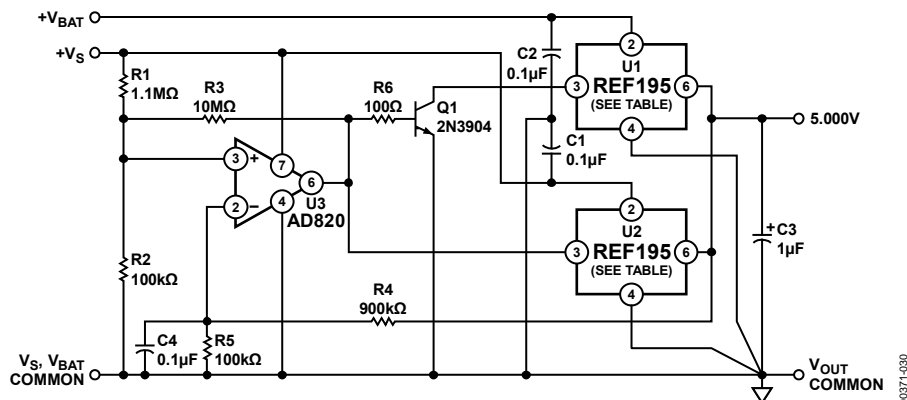 +VBAT
+VS
R1
1.1MΩ
R3
10MΩ
R6
100Ω
Q1
2N3904
C2
0.1µF
2
U1
REF195
(SEE TABLE)
3
6
4
5.000V
C1
0.1µF
3
+
7
6
2
–
4
U3
AD820
2
U2
REF195
(SEE TABLE)
3
6
4
+
C3
1µF
R2
100kΩ
R4
900kΩ
C4
0.1µF
R5
100kΩ
VS, VBAT
COMMON
VOUT
COMMON
00371-030